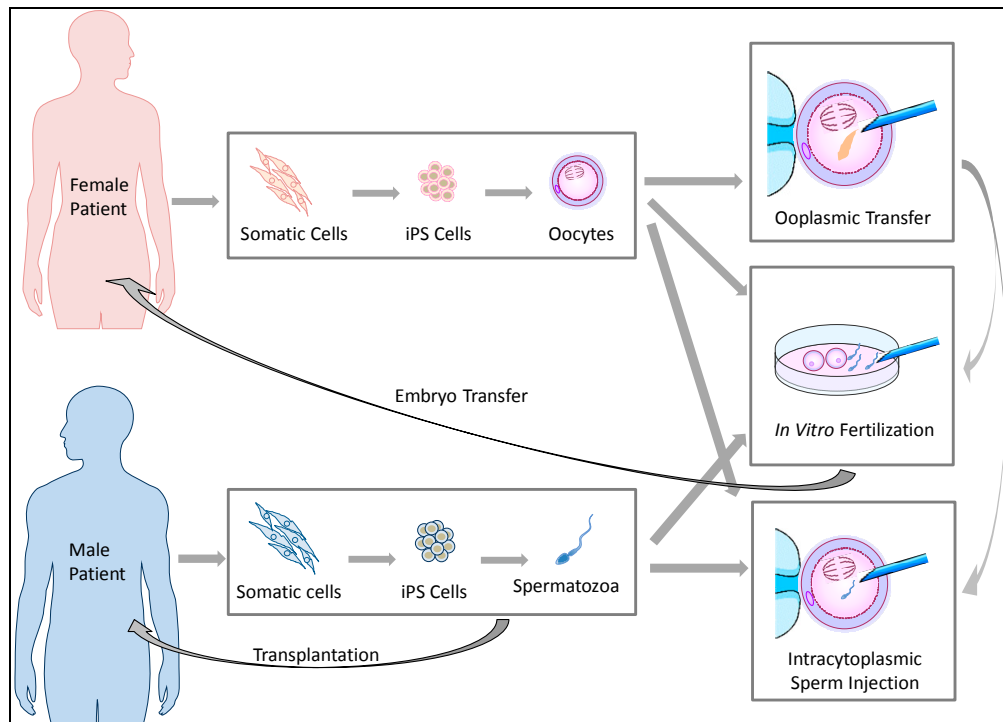 Female
Patient
Somatic Cells
iPS Cells
Oocytes
Ooplasmic Transfer
In Vitro Fertilization
Embryo Transfer
Male
Patient
Somatic cells
iPS Cells
Spermatozoa
Transplantation
Intracytoplasmic
Sperm Injection